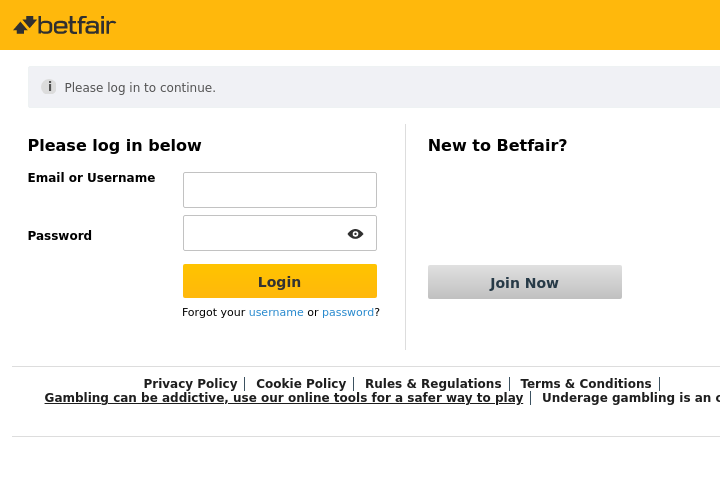 betfair
Please log in to continue.
Please log in below
New to Betfair?
Email or Username
Password
Login
Join Now
Forgot your username or password?
Privacy Policy
Cookie Policy
Rules & Regulations
Terms & Conditions
Gambling can be addictive, use our online tools for a safer way to play
Underage gambling is an